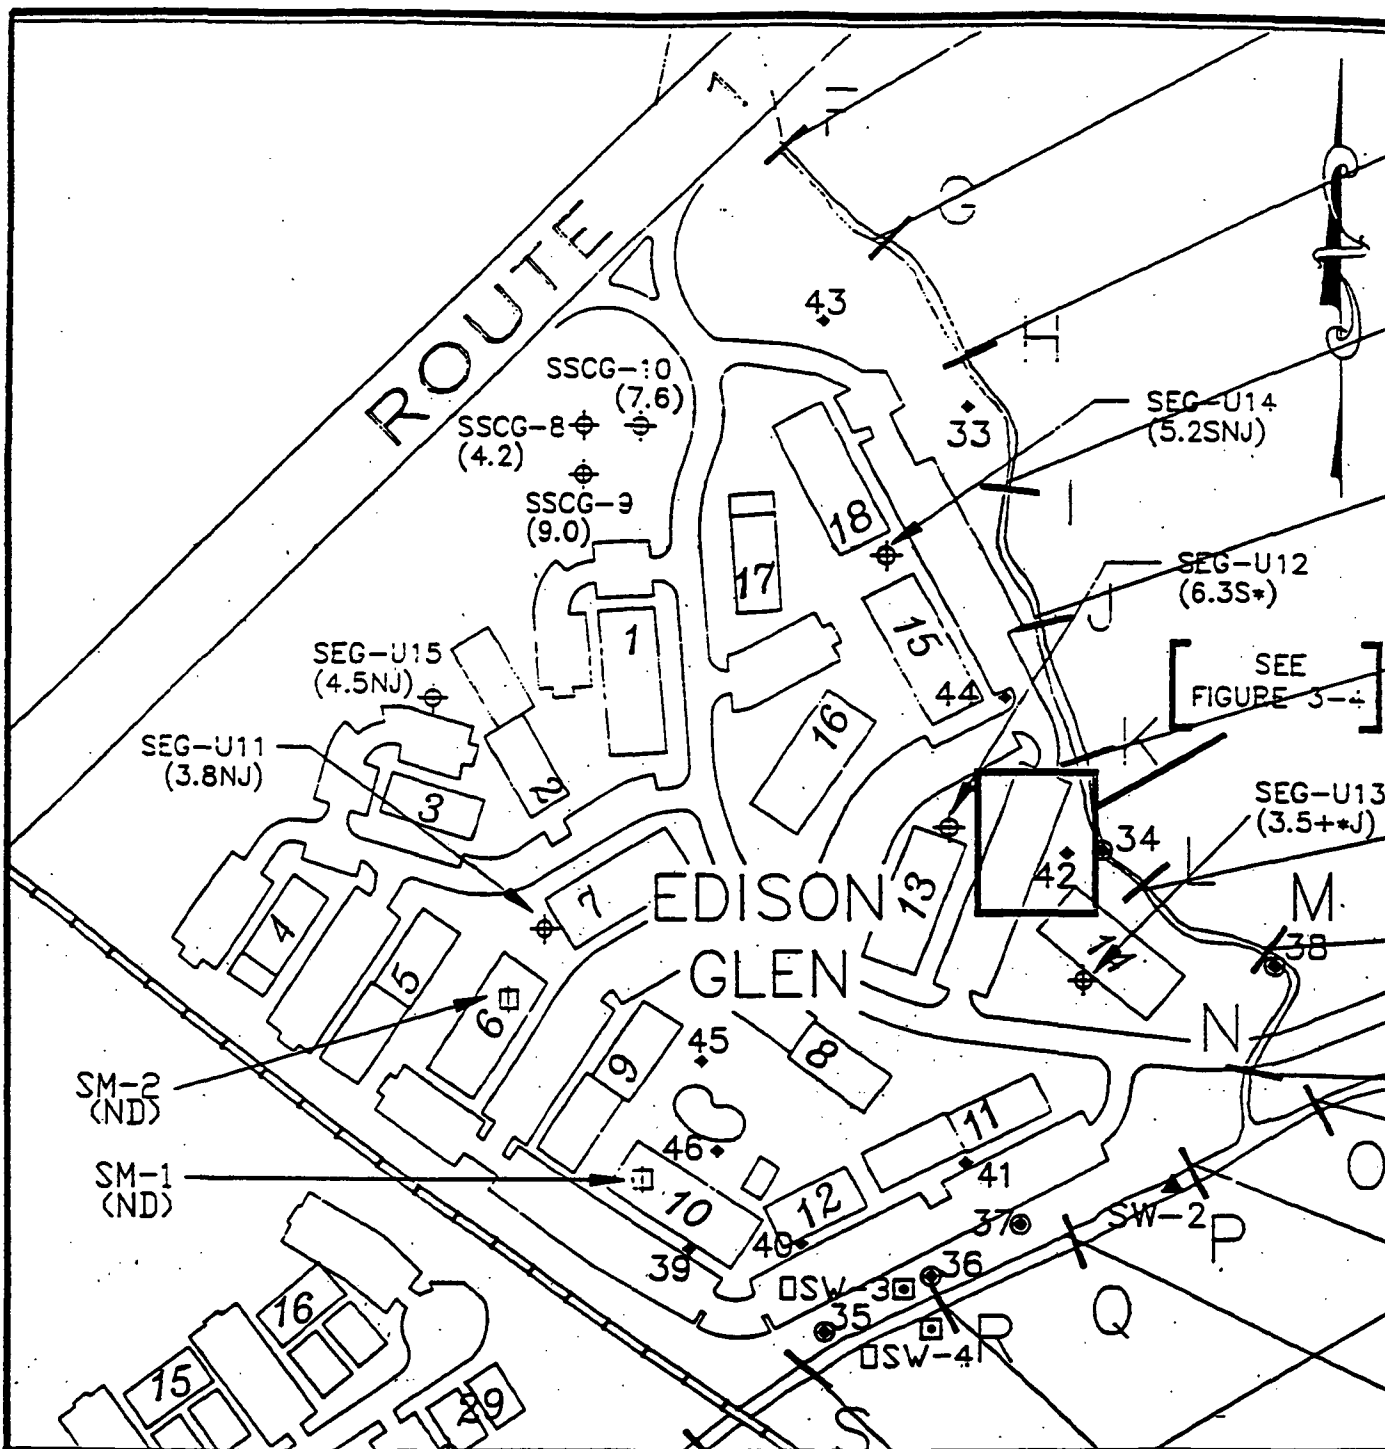 1
F
G
ROUTE
43
H
SSCG-10
(7.6)
SEG-U14
(5.2SNJ)
SSCG-8
(4.2)
33
SSCG-9
(9.0)
18
I
17
SEG-U12
(6.3S*)
J
1
15
SEG-U15
(4.5NJ)
SEE
FIGURE 3-4
44
16
SEG-U11
(3.8NJ)
K
2
3
SEG-U13
(3.5+*J)
34
42
L
7
EDISON
GLEN
13
M
4
14
38
5
6
N
45
8
9
SM-2
(ND)
11
46
O
SM-1
(ND)
41
10
12
37
SW-2
P
40
39
36
SW-3
16
Q
35
R
SW-4
15
29
S